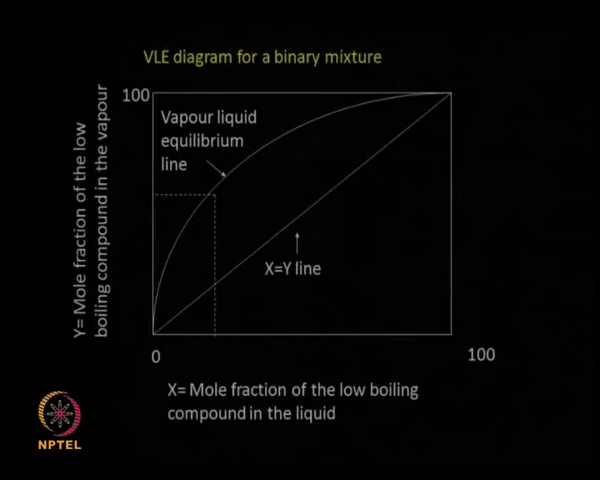 VLE diagram for a binary mixture
100
Vapour liquid
equilibrium
line
Y= Mole fraction of the low
boiling compound in the vapour
X=Y line
0
100
X= Mole fraction of the low boiling
compound in the liquid
NPTEL